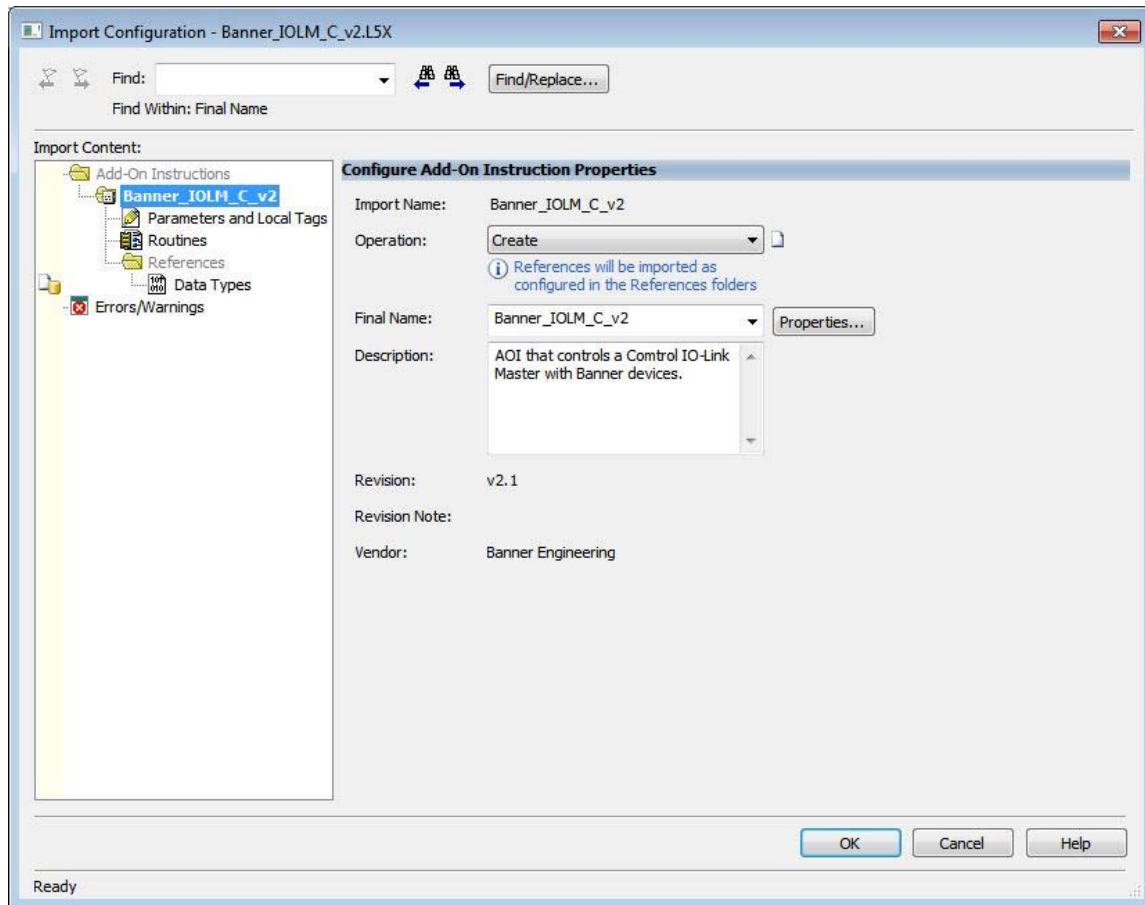 Import Configuration - Banner_IOLM_C_v2.L5X
Find:
Find/Replace...
Find Within: Final Name
Import Content:
Add-On Instructions
Banner_IOLM_C_v2
Parameters and Local Tags
Routines
References
Data Types
Errors/Warnings
Configure Add-On Instruction Properties
Import Name: Banner_IOLM_C_v2
Operation: Create
References will be imported as
configured in the References folders
Final Name: Banner_IOLM_C_v2 Properties...
Description: AOI that controls a Comtrol IO-Link
Master with Banner devices.
Revision: v2.1
Revision Note:
Vendor: Banner Engineering
OK Cancel Help
Ready